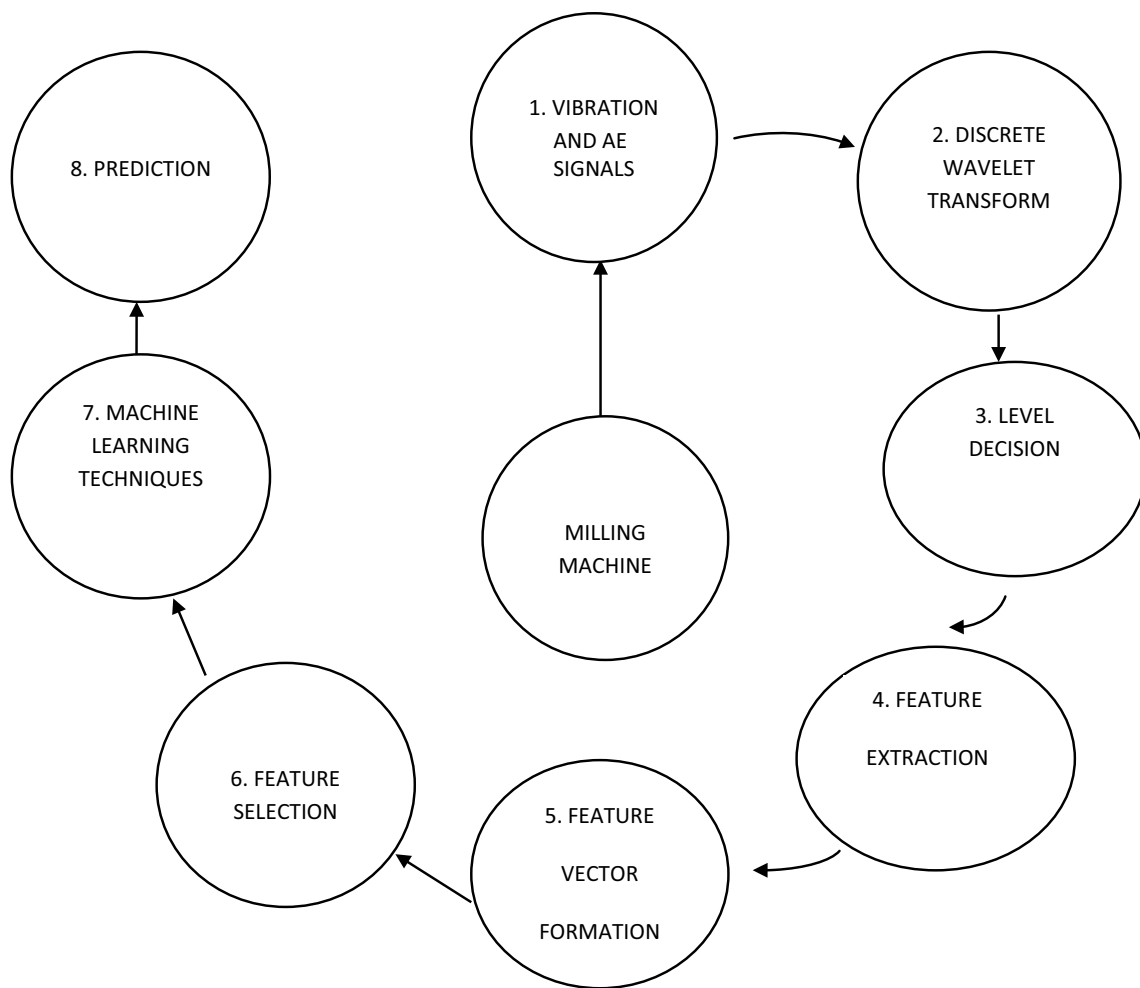 1. VIBRATION
AND AE
SIGNALS
2. DISCRETE
WAVELET
TRANSFORM
3. LEVEL
DECISION
4. FEATURE
EXTRACTION
5. FEATURE
VECTOR
FORMATION
6. FEATURE
SELECTION
7. MACHINE
LEARNING
TECHNIQUES
8. PREDICTION
MILLING
MACHINE